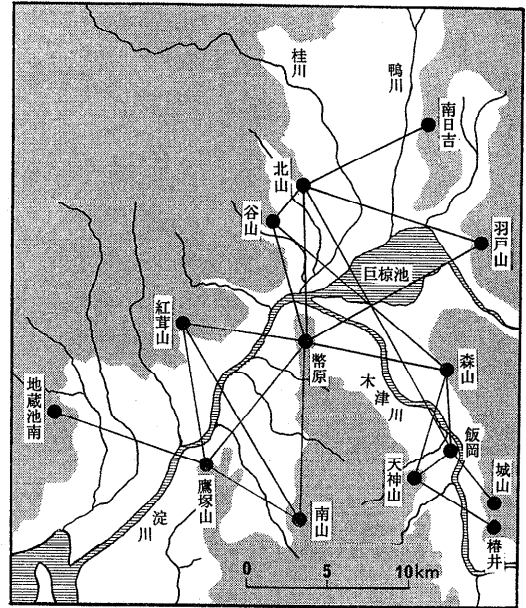 桂川
鴨川
南日吉
北山
谷山
羽戸山
巨椋池
紅茸山
幣原
森山
木津川
地蔵池南
飯岡
天神山
城山
鷹塚山
淀川
南山
椿井
0 5 10km